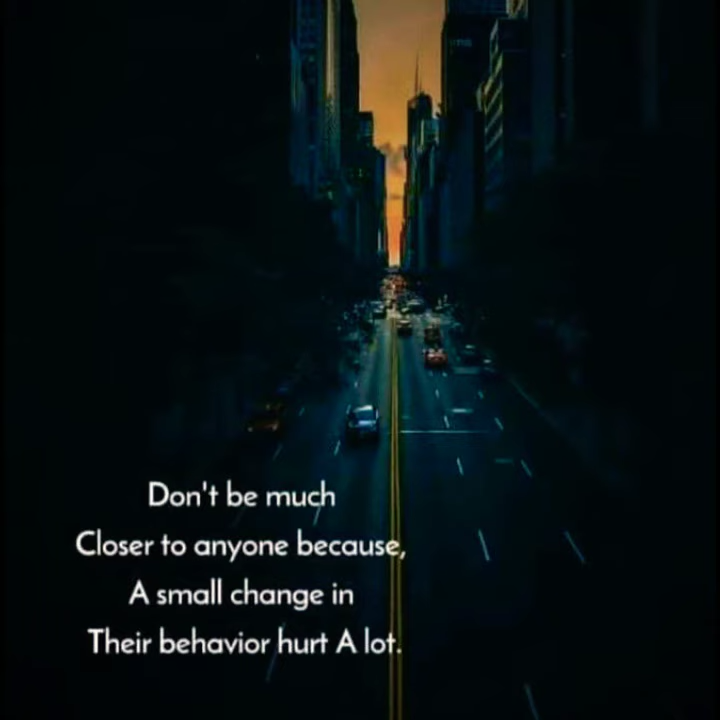 Don't be much
Closer to anyone because,
A small change in
Their behavior hurt A lot.